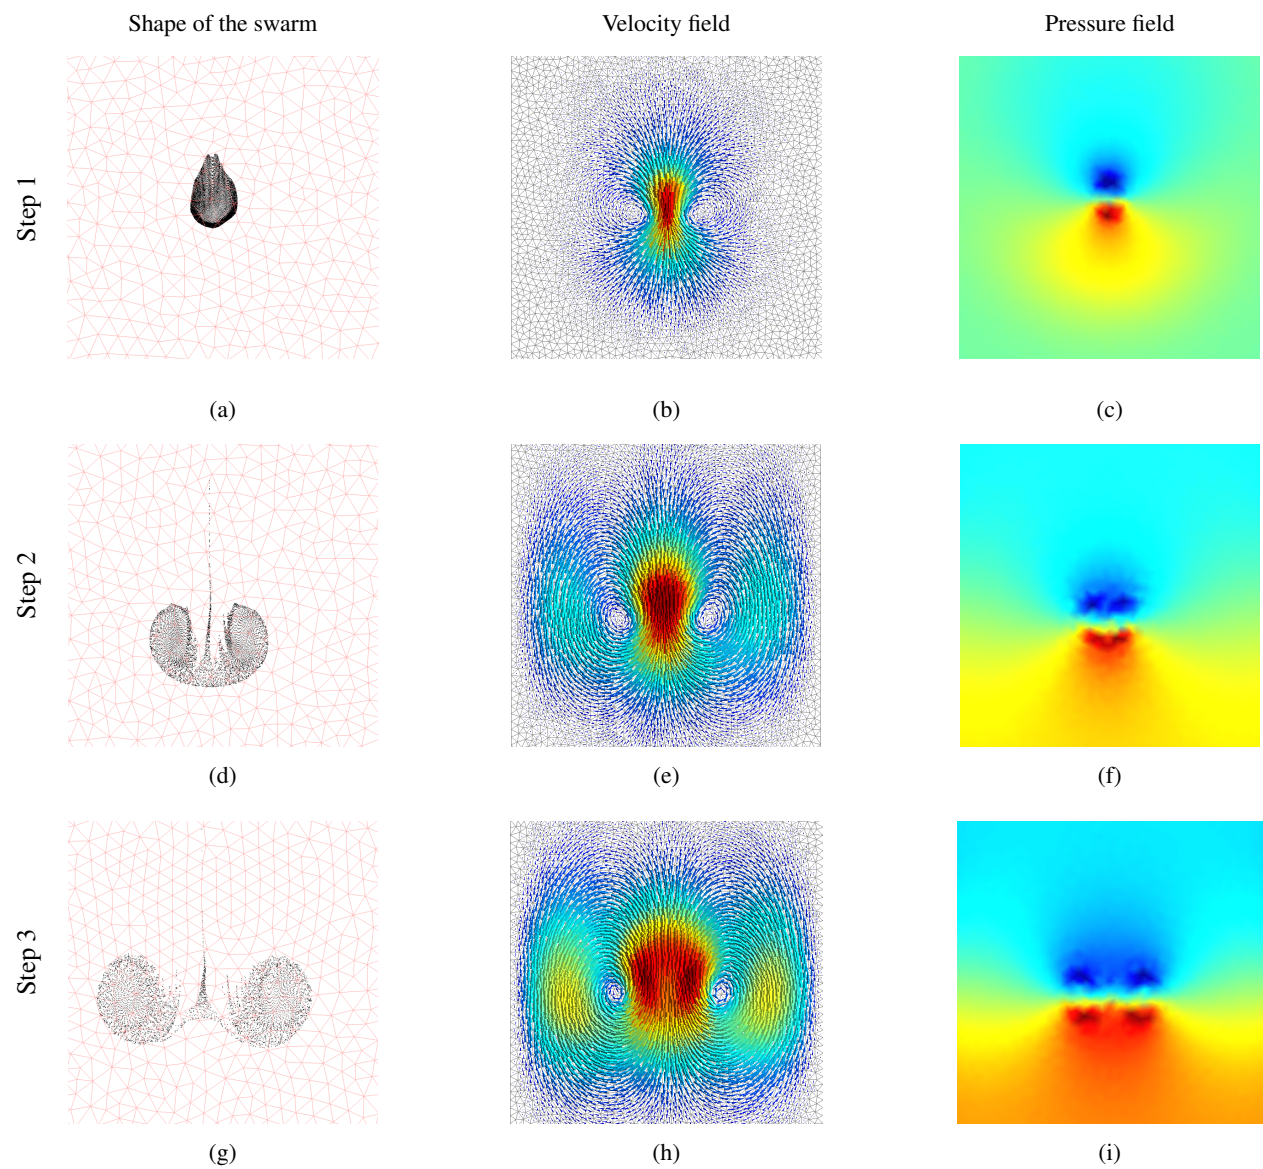 Shape of the swarm
Velocity field
Pressure field
Step 1
(a)
(b)
(c)
Step 2
(d)
(e)
(f)
Step 3
(g)
(h)
(i)